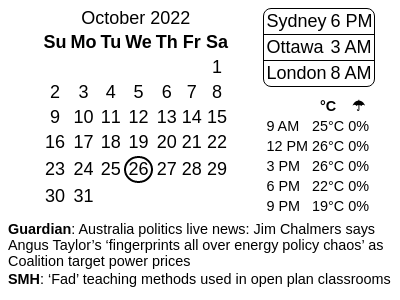 October 2022
Su Mo Tu We Th Fr Sa
1
2 3 4 5 6 7 8
9 10 11 12 13 14 15
16 17 18 19 20 21 22
23 24 25 26 27 28 29
30 31
Sydney 6 PM
Ottawa 3 AM
London 8 AM
°C ☂
9 AM 25°C 0%
12 PM 26°C 0%
3 PM 26°C 0%
6 PM 22°C 0%
9 PM 19°C 0%
Guardian: Australia politics live news: Jim Chalmers says
Angus Taylor’s ‘fingerprints all over energy policy chaos’ as
Coalition target power prices
SMH: ‘Fad’ teaching methods used in open plan classrooms